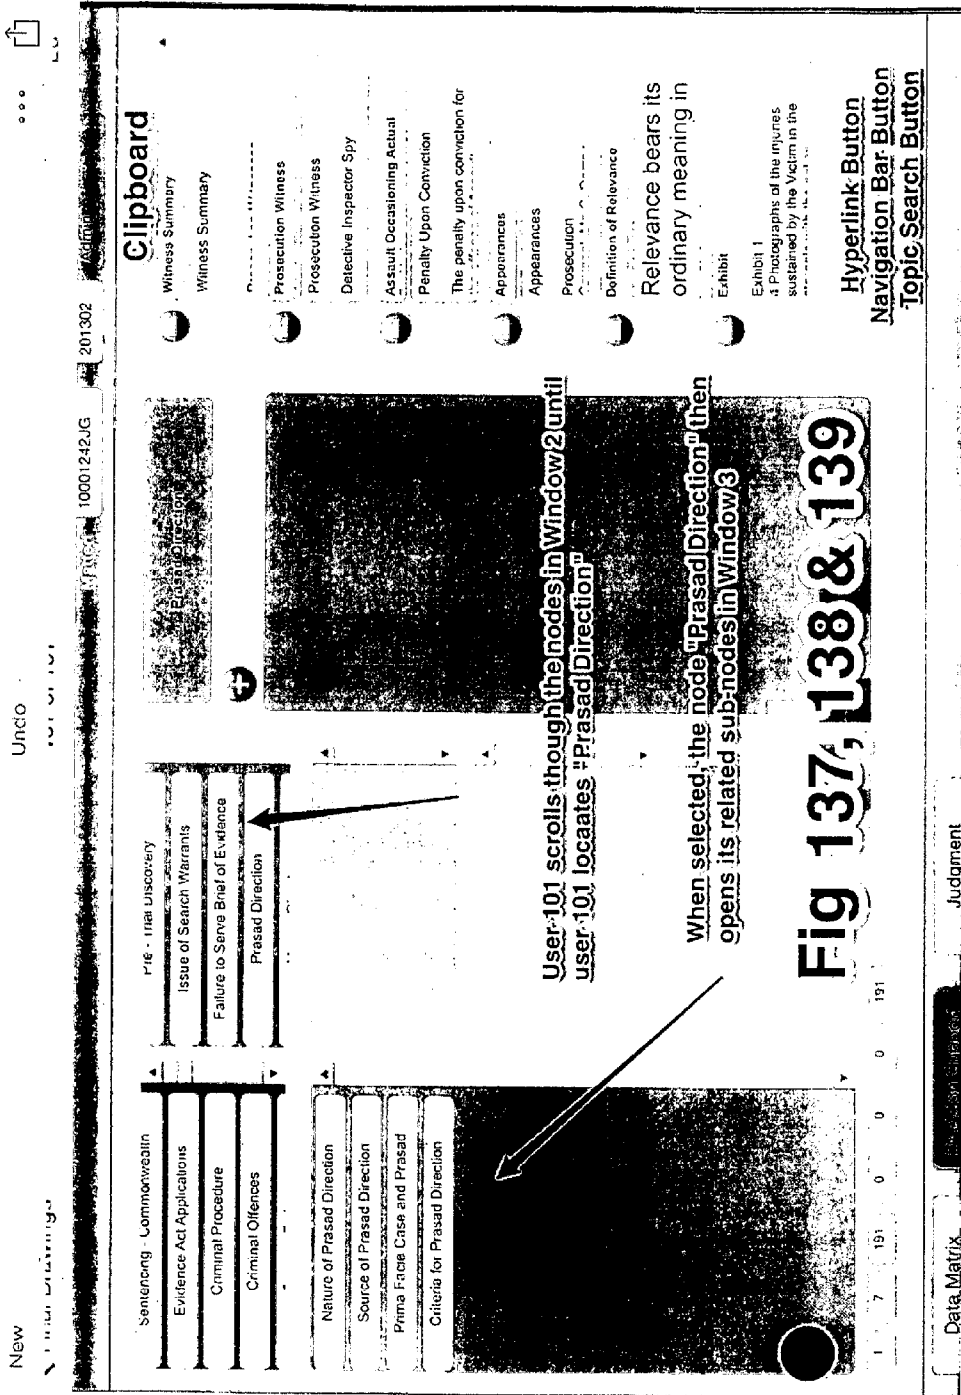 New
Undo
10001242JG
201302
Admin
Sentencing - Commonwealth
Evidence Act Applications
Criminal Procedure
Criminal Offences
Pre - Trial Discovery
Issue of Search Warrants
Failure to Serve Brief of Evidence
Prasad Direction
Prasad Direction
Nature of Prasad Direction
Source of Prasad Direction
Prima Facie Case and Prasad
Criteria for Prasad Direction
Clipboard
Witness Summary
Witness Summary
Prosecution Witness
Prosecution Witness
Detective Inspector Spy
Assault Occasioning Actual
Penalty Upon Conviction
The penalty upon conviction for
Appearances
Appearances
Prosecution
Definition of Relevance
Relevance bears its
ordinary meaning in
Exhibit
Exhibit 1
4 Photographs of the injuries
sustained by the Victim in the
User 101 scrolls thought the nodes in Window 2 until
user 101 locaates "Prasad Direction"
When selected, the node "Prasad Direction" then
opens its related sub-nodes in Window 3
Fig 137, 138 & 139
Hyperlink Button
Navigation Bar Button
Topic Search Button
1 7 191 0 0 0 191
Data Matrix
Judgment